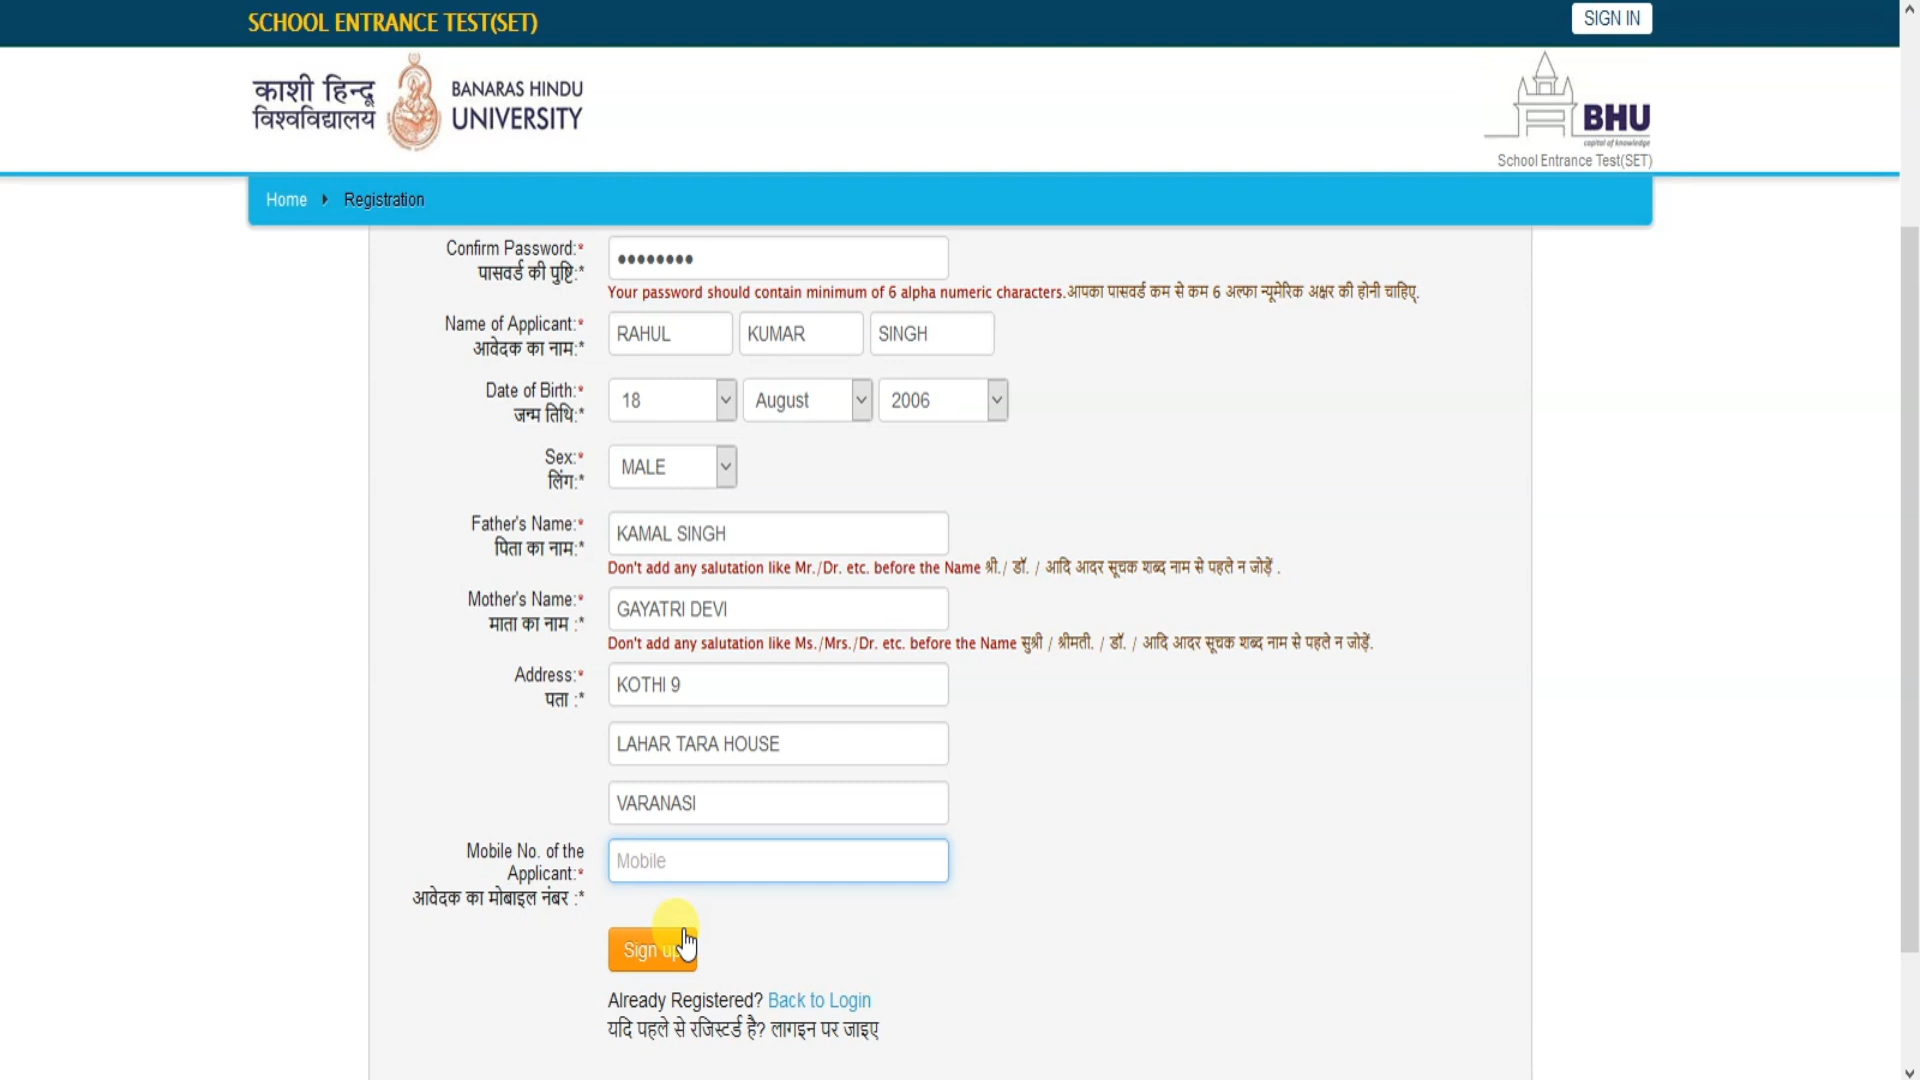 SCHOOL ENTRANCE TEST(SET)
SIGN IN
काशी हिन्दू
विश्वविद्यालय
BANARAS HINDU
UNIVERSITY
BHU
capital of knowledge
School Entrance Test(SET)
Home Registration
Confirm Password:*
पासवर्ड की पुष्टि:*
••••••••
Your password should contain minimum of 6 alpha numeric characters.आपका पासवर्ड कम से कम 6 अल्फा न्यूमेरिक अक्षर की होनी चाहिए.
Name of Applicant:*
आवेदक का नाम:*
RAHUL KUMAR SINGH
Date of Birth:*
जन्म तिथि:*
18 August 2006
Sex:*
लिंग:*
MALE
Father's Name:*
पिता का नाम:*
KAMAL SINGH
Don't add any salutation like Mr./Dr. etc. before the Name श्री./ डॉ. / आदि आदर सूचक शब्द नाम से पहले न जोड़ें .
Mother's Name:*
माता का नाम :*
GAYATRI DEVI
Don't add any salutation like Ms./Mrs./Dr. etc. before the Name सुश्री / श्रीमती. / डॉ. / आदि आदर सूचक शब्द नाम से पहले न जोड़ें.
Address:*
पता :*
KOTHI 9
LAHAR TARA HOUSE
VARANASI
Mobile No. of the
Applicant:*
आवेदक का मोबाइल नंबर :*
Mobile
Sign up
Already Registered? Back to Login
यदि पहले से रजिस्टर्ड है? लागइन पर जाइए